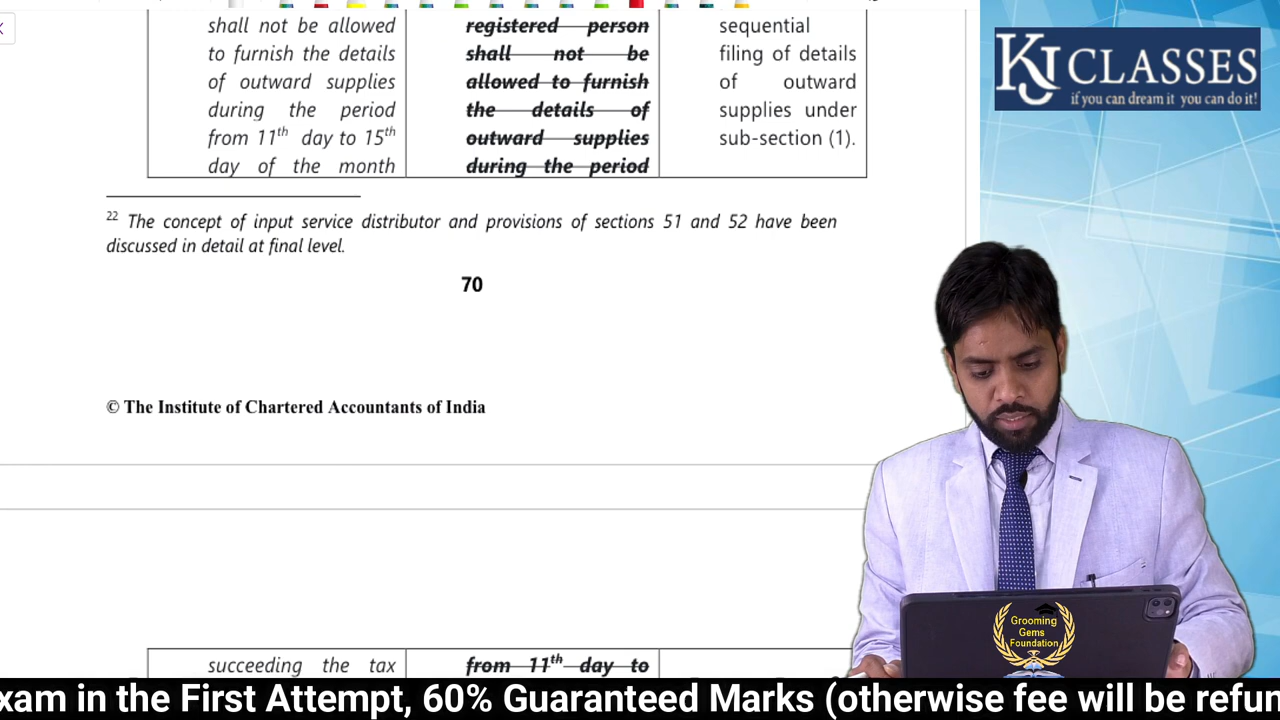 shall not be allowed
to furnish the details
of outward supplies
during the period
from 11th day to 15th
day of the month
registered person
shall not be
allowed to furnish
the details of
outward supplies
during the period
sequential
filing of details
of outward
supplies under
sub-section (1).
22 The concept of input service distributor and provisions of sections 51 and 52 have been
discussed in detail at final level.
70
© The Institute of Chartered Accountants of India
succeeding the tax
from 11th day to
KJ CLASSES
if you can dream it you can do it!
Grooming
Gems
Foundation
xam in the First Attempt, 60% Guaranteed Marks (otherwise fee will be refun